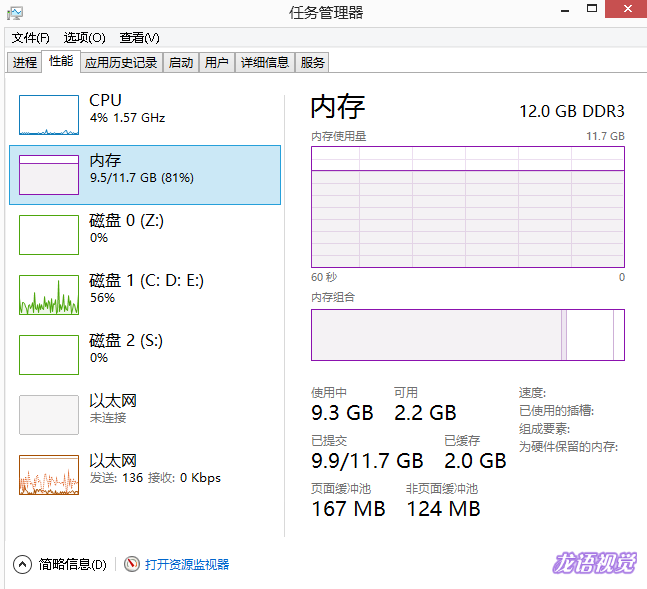 任务管理器
文件(F) 选项(O) 查看(V)
进程 性能 应用历史记录 启动 用户 详细信息 服务
CPU
4% 1.57 GHz
内存
9.5/11.7 GB (81%)
磁盘 0 (Z:)
0%
磁盘 1 (C: D: E:)
56%
磁盘 2 (S:)
0%
以太网
未连接
以太网
发送: 136 接收: 0 Kbps
内存 12.0 GB DDR3
内存使用量 11.7 GB
60 秒 0
内存组合
使用中 可用
9.3 GB 2.2 GB
已提交 已缓存
9.9/11.7 GB 2.0 GB
页面缓冲池 非页面缓冲池
167 MB 124 MB
速度:
已使用的插槽:
组成要素:
为硬件保留的内存:
简略信息(D) 打开资源监视器
龙语视觉